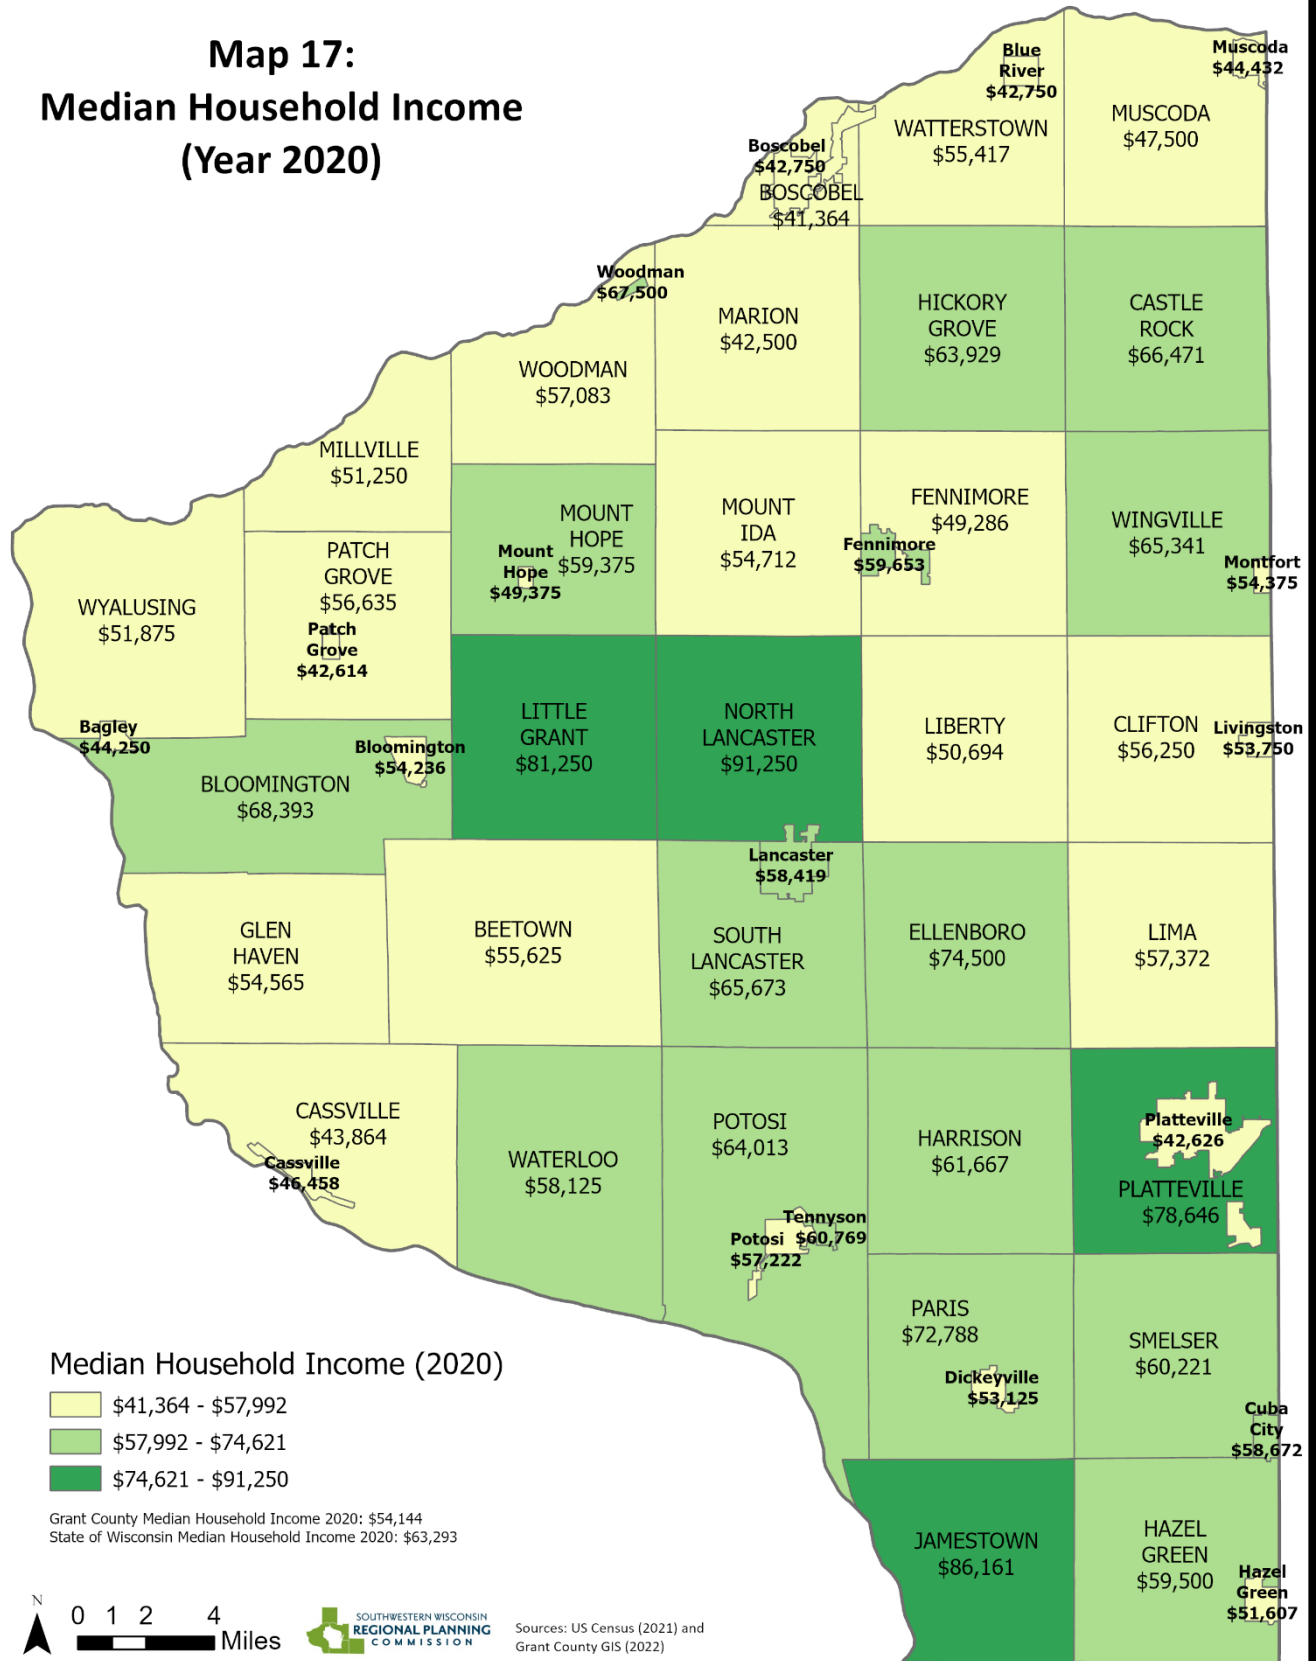 Map 17:
Median Household Income
(Year 2020)
Blue
River
$42,750
Muscoda
$44,432
MUSCODA
$47,500
WATTERSTOWN
$55,417
Boscobel
$42,750
BOSCOBEL
$41,364
Woodman
$67,500
MARION
$42,500
HICKORY
GROVE
$63,929
CASTLE
ROCK
$66,471
WOODMAN
$57,083
MILLVILLE
$51,250
MOUNT
HOPE
$59,375
Mount
Hope
$49,375
MOUNT
IDA
$54,712
FENNIMORE
$49,286
Fennimore
$59,653
WINGVILLE
$65,341
Montfort
$54,375
PATCH
GROVE
$56,635
Patch
Grove
$42,614
WYALUSING
$51,875
Bagley
$44,250
Bloomington
$54,236
BLOOMINGTON
$68,393
LITTLE
GRANT
$81,250
NORTH
LANCASTER
$91,250
LIBERTY
$50,694
CLIFTON
$56,250
Livingston
$53,750
Lancaster
$58,419
GLEN
HAVEN
$54,565
BEETOWN
$55,625
SOUTH
LANCASTER
$65,673
ELLENBORO
$74,500
LIMA
$57,372
CASSVILLE
$43,864
Cassville
$46,458
WATERLOO
$58,125
POTOSI
$64,013
HARRISON
$61,667
Platteville
$42,626
PLATTEVILLE
$78,646
Tennyson
$60,769
Potosi
$57,222
PARIS
$72,788
Dickeyville
$53,125
SMELSER
$60,221
Cuba
City
$58,672
JAMESTOWN
$86,161
HAZEL
GREEN
$59,500
Hazel
Green
$51,607
Median Household Income (2020)
$41,364 - $57,992
$57,992 - $74,621
$74,621 - $91,250
Grant County Median Household Income 2020: $54,144
State of Wisconsin Median Household Income 2020: $63,293
N
0 1 2 4
Miles
SOUTHWESTERN WISCONSIN
REGIONAL PLANNING
COMMISSION
Sources: US Census (2021) and
Grant County GIS (2022)